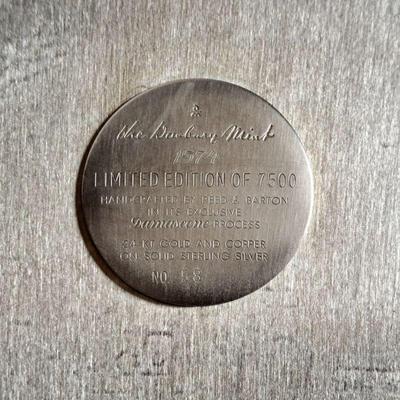 The Danbury Mint
1974
LIMITED EDITION OF 7500
HANDCRAFTED BY REED & BARTON
IN ITS EXCLUSIVE
Damascene PROCESS
24 KT GOLD AND COPPER
ON SOLID STERLING SILVER
NO.